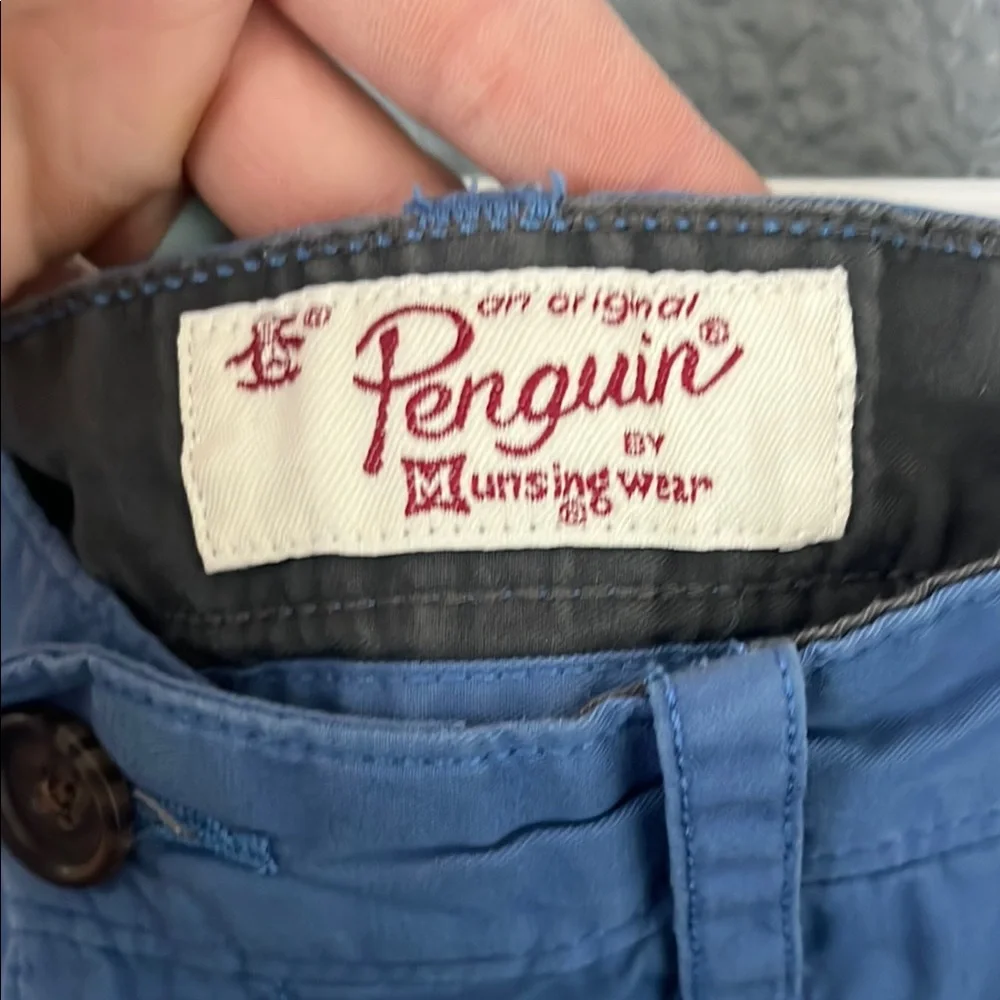 an original
Penguin®
BY
Munsingwear
®